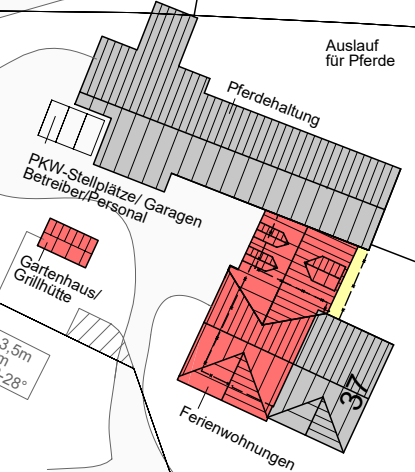 Auslauf
für Pferde
Pferdehaltung
PKW-Stellplätze/ Garagen
Betreiber/Personal
Gartenhaus/
Grillhütte
3,5m
m
-28°
37
Ferienwohnungen